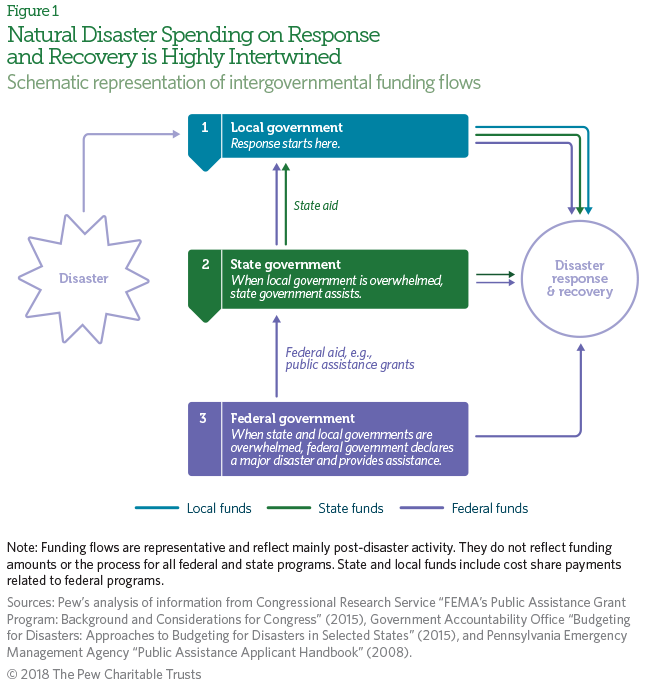 Figure 1
Natural Disaster Spending on Response
and Recovery is Highly Intertwined
Schematic representation of intergovernmental funding flows
1
Local government
Response starts here.
State aid
Disaster
2
State government
When local government is overwhelmed,
state government assists.
Disaster
response
& recovery
Federal aid, e.g.,
public assistance grants
3
Federal government
When state and local governments are
overwhelmed, federal government declares
a major disaster and provides assistance.
Local funds
State funds
Federal funds
Note: Funding flows are representative and reflect mainly post-disaster activity. They do not reflect funding
amounts or the process for all federal and state programs. State and local funds include cost share payments
related to federal programs.
Sources: Pew’s analysis of information from Congressional Research Service “FEMA’s Public Assistance Grant
Program: Background and Considerations for Congress” (2015), Government Accountability Office “Budgeting
for Disasters: Approaches to Budgeting for Disasters in Selected States” (2015), and Pennsylvania Emergency
Management Agency “Public Assistance Applicant Handbook” (2008).
© 2018 The Pew Charitable Trusts